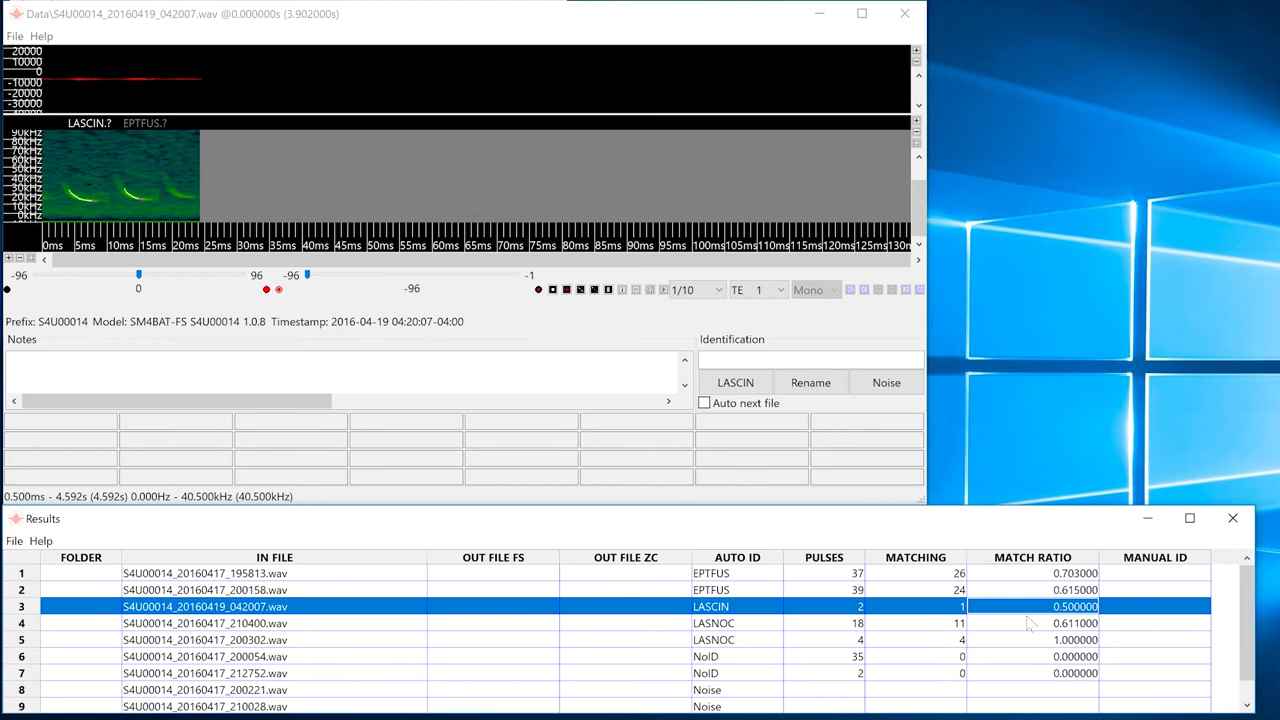 Data\S4U00014_20160419_042007.wav @0.000000s (3.902000s)
File Help
20000
10000
0
-10000
-20000
-30000
LASCIN.? EPTFUS.?
90kHz
80kHz
70kHz
60kHz
50kHz
40kHz
30kHz
20kHz
10kHz
0kHz
0ms 5ms 10ms 15ms 20ms 25ms 30ms 35ms 40ms 45ms 50ms 55ms 60ms 65ms 70ms 75ms 80ms 85ms 90ms 95ms 100ms 105ms 110ms 115ms 120ms 125ms 130m
-96 96 -96 -1
0 -96 1/10 TE 1 Mono
Prefix: S4U00014 Model: SM4BAT-FS S4U00014 1.0.8 Timestamp: 2016-04-19 04:20:07-04:00
Notes Identification
LASCIN Rename Noise
Auto next file
0.500ms - 4.592s (4.592s) 0.000Hz - 40.500kHz (40.500kHz)
Results
File Help
FOLDER IN FILE OUT FILE FS OUT FILE ZC AUTO ID PULSES MATCHING MATCH RATIO MANUAL ID
1 S4U00014_20160417_195813.wav EPTFUS 37 26 0.703000
2 S4U00014_20160417_200158.wav EPTFUS 39 24 0.615000
3 S4U00014_20160419_042007.wav LASCIN 2 1 0.500000
4 S4U00014_20160417_210400.wav LASNOC 18 11 0.611000
5 S4U00014_20160417_200302.wav LASNOC 4 4 1.000000
6 S4U00014_20160417_200054.wav NoID 35 0 0.000000
7 S4U00014_20160417_212752.wav NoID 2 0 0.000000
8 S4U00014_20160417_200221.wav Noise
9 S4U00014_20160417_210028.wav Noise